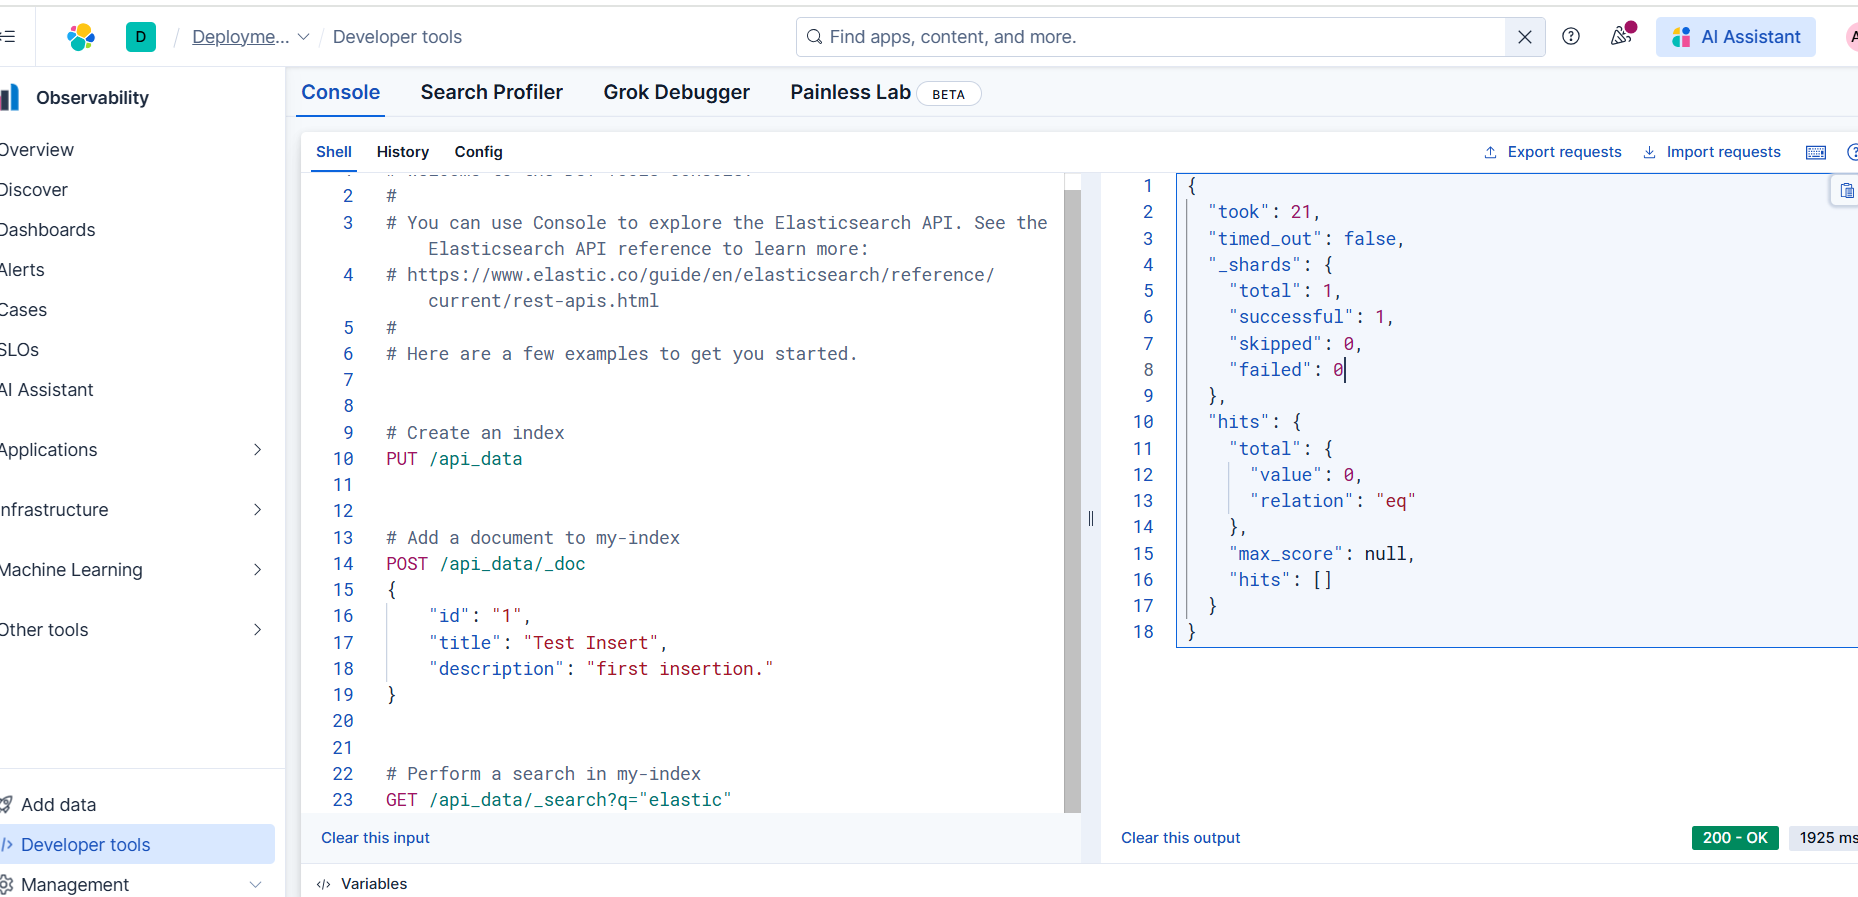 D / Deployme... / Developer tools
Find apps, content, and more.
AI Assistant
Observability
Overview
Discover
Dashboards
Alerts
Cases
SLOs
AI Assistant
Applications
Infrastructure
Machine Learning
Other tools
Add data
Developer tools
Management
Console Search Profiler Grok Debugger Painless Lab BETA
Shell History Config Export requests Import requests
2 #
3 # You can use Console to explore the Elasticsearch API. See the
Elasticsearch API reference to learn more:
4 # https://www.elastic.co/guide/en/elasticsearch/reference/
current/rest-apis.html
5 #
6 # Here are a few examples to get you started.
7
8
9 # Create an index
10 PUT /api_data
11
12
13 # Add a document to my-index
14 POST /api_data/_doc
15 {
16 "id": "1",
17 "title": "Test Insert",
18 "description": "first insertion."
19 }
20
21
22 # Perform a search in my-index
23 GET /api_data/_search?q="elastic"
Clear this input
Variables
1 {
2 "took": 21,
3 "timed_out": false,
4 "_shards": {
5 "total": 1,
6 "successful": 1,
7 "skipped": 0,
8 "failed": 0
9 },
10 "hits": {
11 "total": {
12 "value": 0,
13 "relation": "eq"
14 },
15 "max_score": null,
16 "hits": []
17 }
18 }
Clear this output
200 - OK
1925 ms